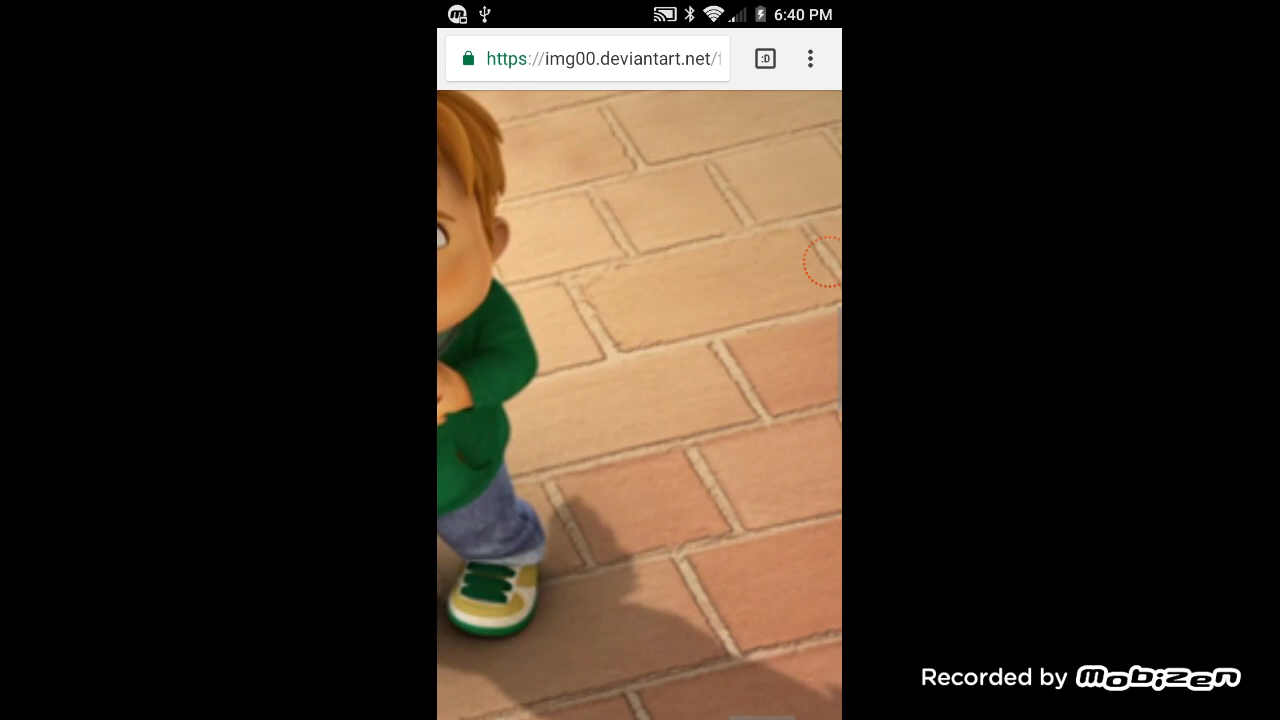 6:40 PM
https://img00.deviantart.net/
:D
Recorded by mobizen